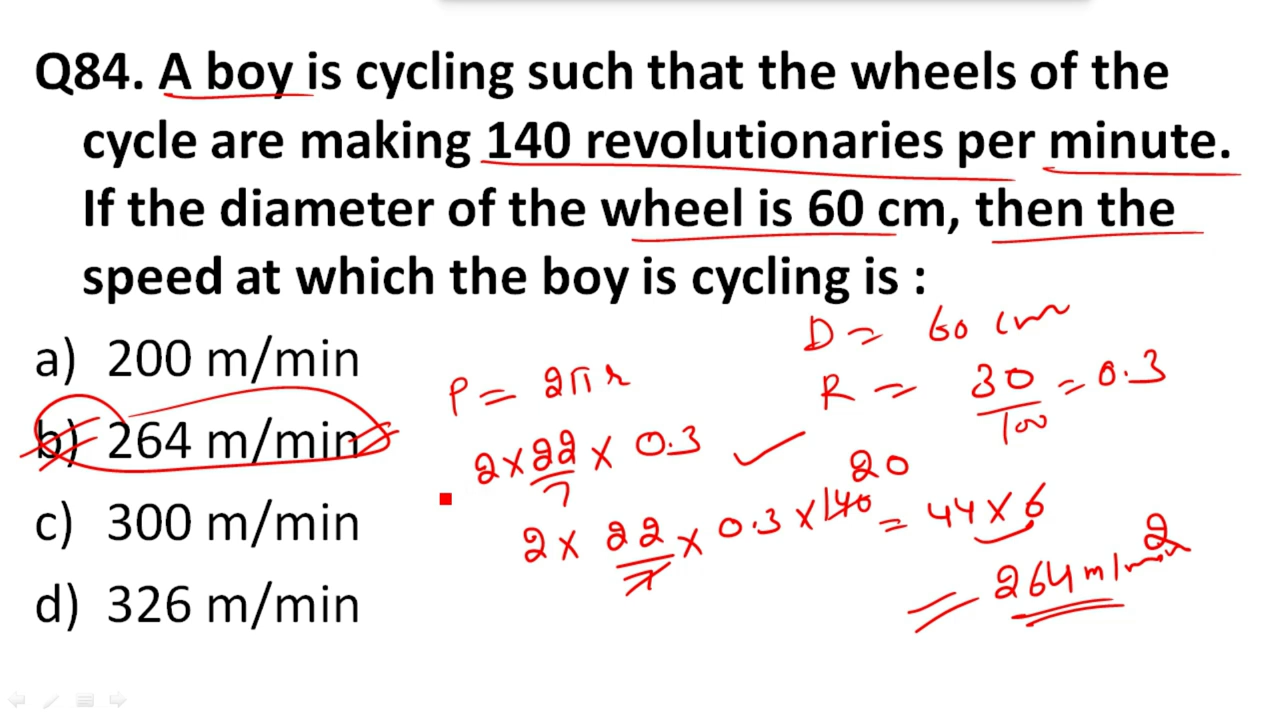 Q84. A boy is cycling such that the wheels of the
cycle are making 140 revolutionaries per minute.
If the diameter of the wheel is 60 cm, then the
speed at which the boy is cycling is :
a) 200 m/min
b) 264 m/min
c) 300 m/min
d) 326 m/min
D = 60 cm
R = 30/100 = 0.3
P = 2πr
2 × 22/7 × 0.3
20
2 × 22/7 × 0.3 × 140 = 44 × 6
2
= 264 m/min